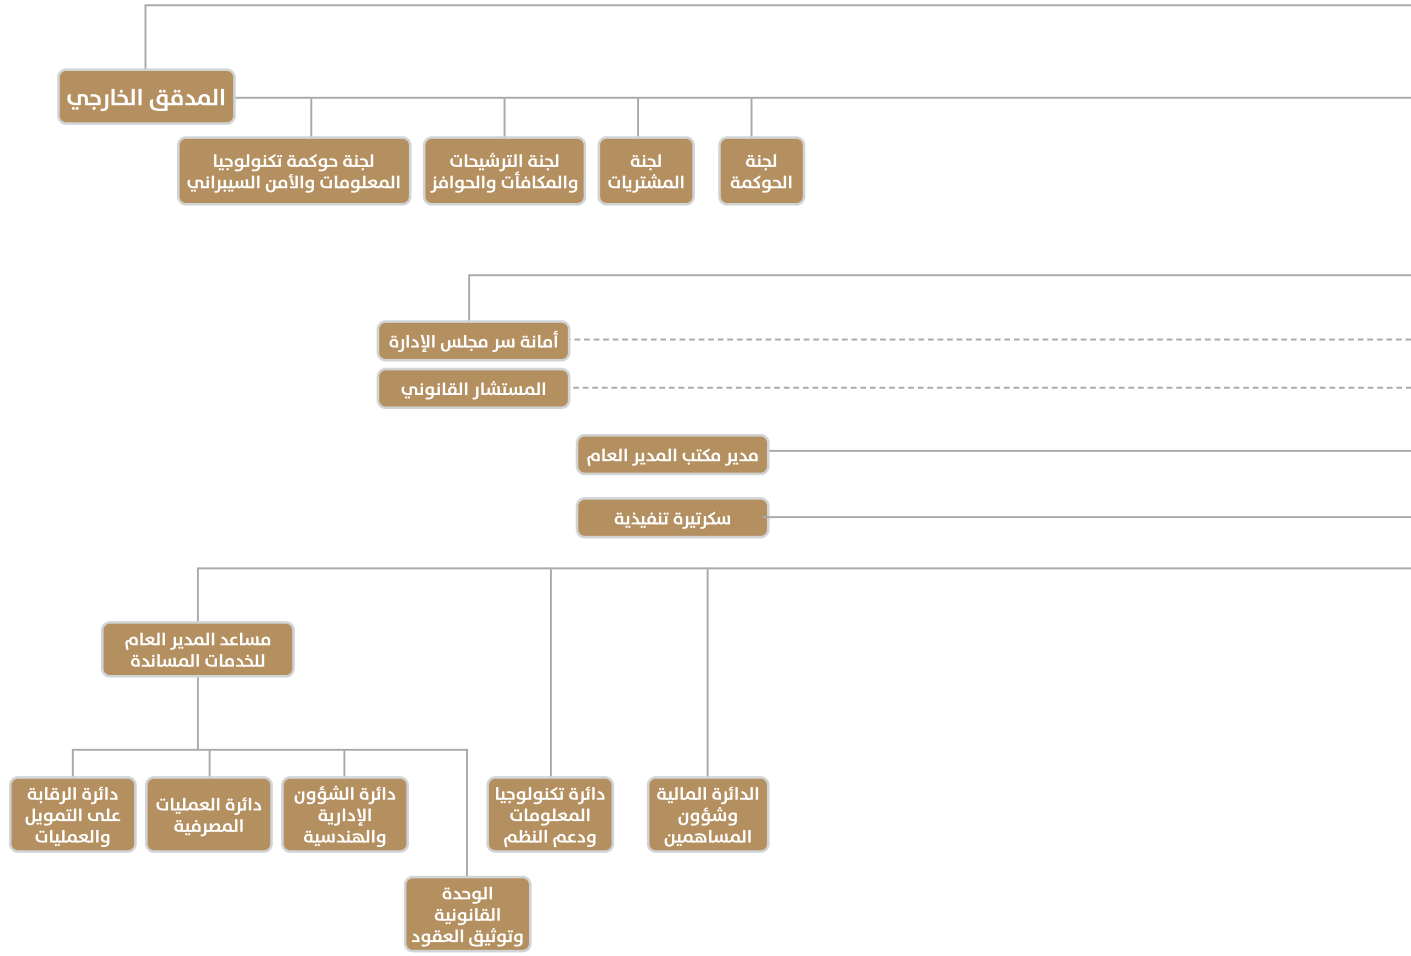 المدقق الخارجي
لجنة
الحوكمة
لجنة
المشتريات
لجنة الترشيحات
والمكافأت والحوافز
لجنة حوكمة تكنولوجيا
المعلومات والأمن السيبراني
أمانة سر مجلس الإدارة
المستشار القانوني
مدير مكتب المدير العام
سكرتيرة تنفيذية
مساعد المدير العام
للخدمات المساندة
الدائرة المالية
وشؤون
المساهمين
دائرة تكنولوجيا
المعلومات
ودعم النظم
دائرة الشؤون
الإدارية
والهندسية
دائرة العمليات
المصرفية
دائرة الرقابة
على التمويل
والعمليات
الوحدة
القانونية
وتوثيق العقود